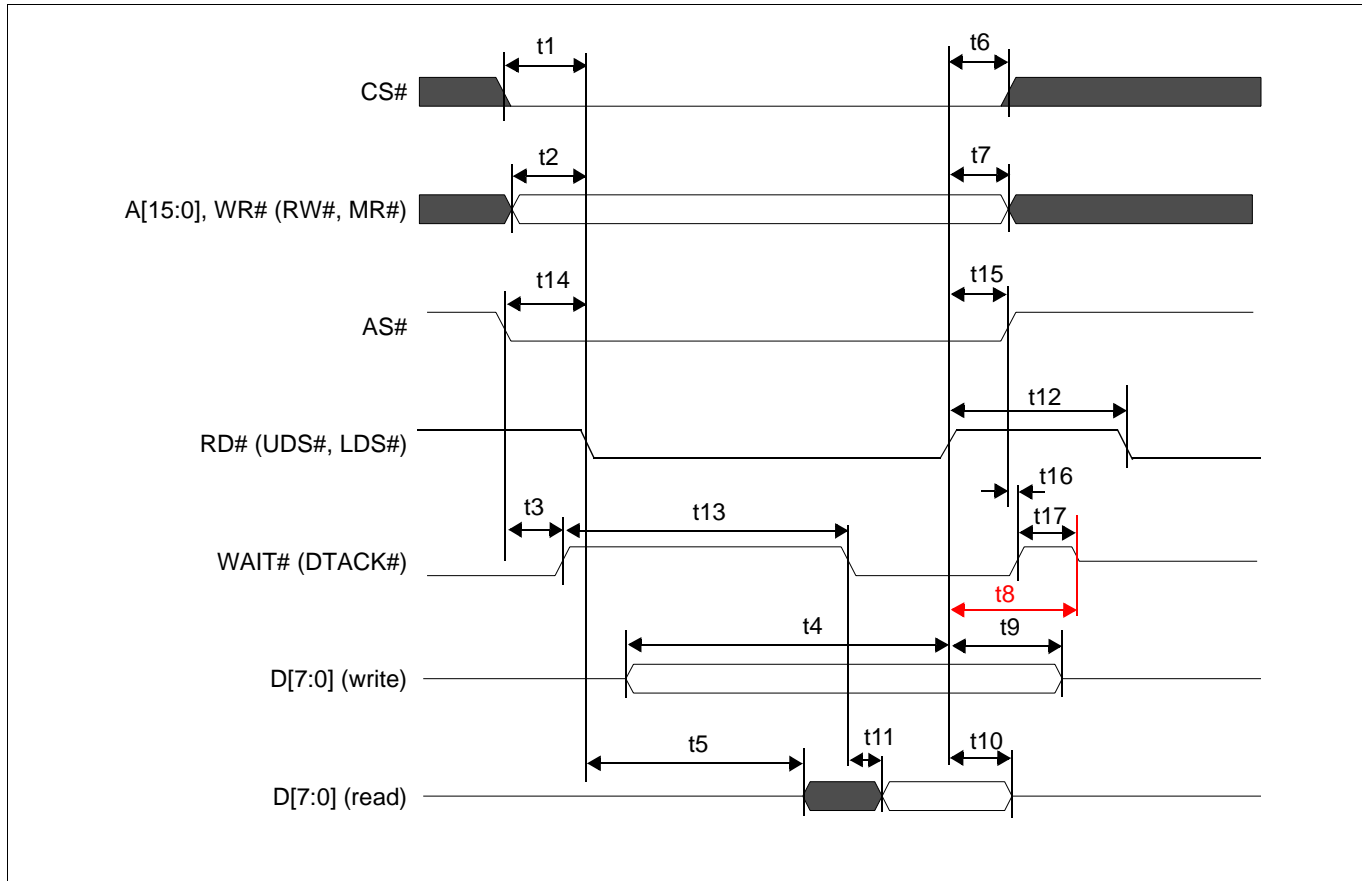 t1
t6
CS#
t2
t7
A[15:0], WR# (RW#, MR#)
t14
t15
AS#
t12
RD# (UDS#, LDS#)
t16
t3
t13
t17
WAIT# (DTACK#)
t8
t4
t9
D[7:0] (write)
t5
t11
t10
D[7:0] (read)